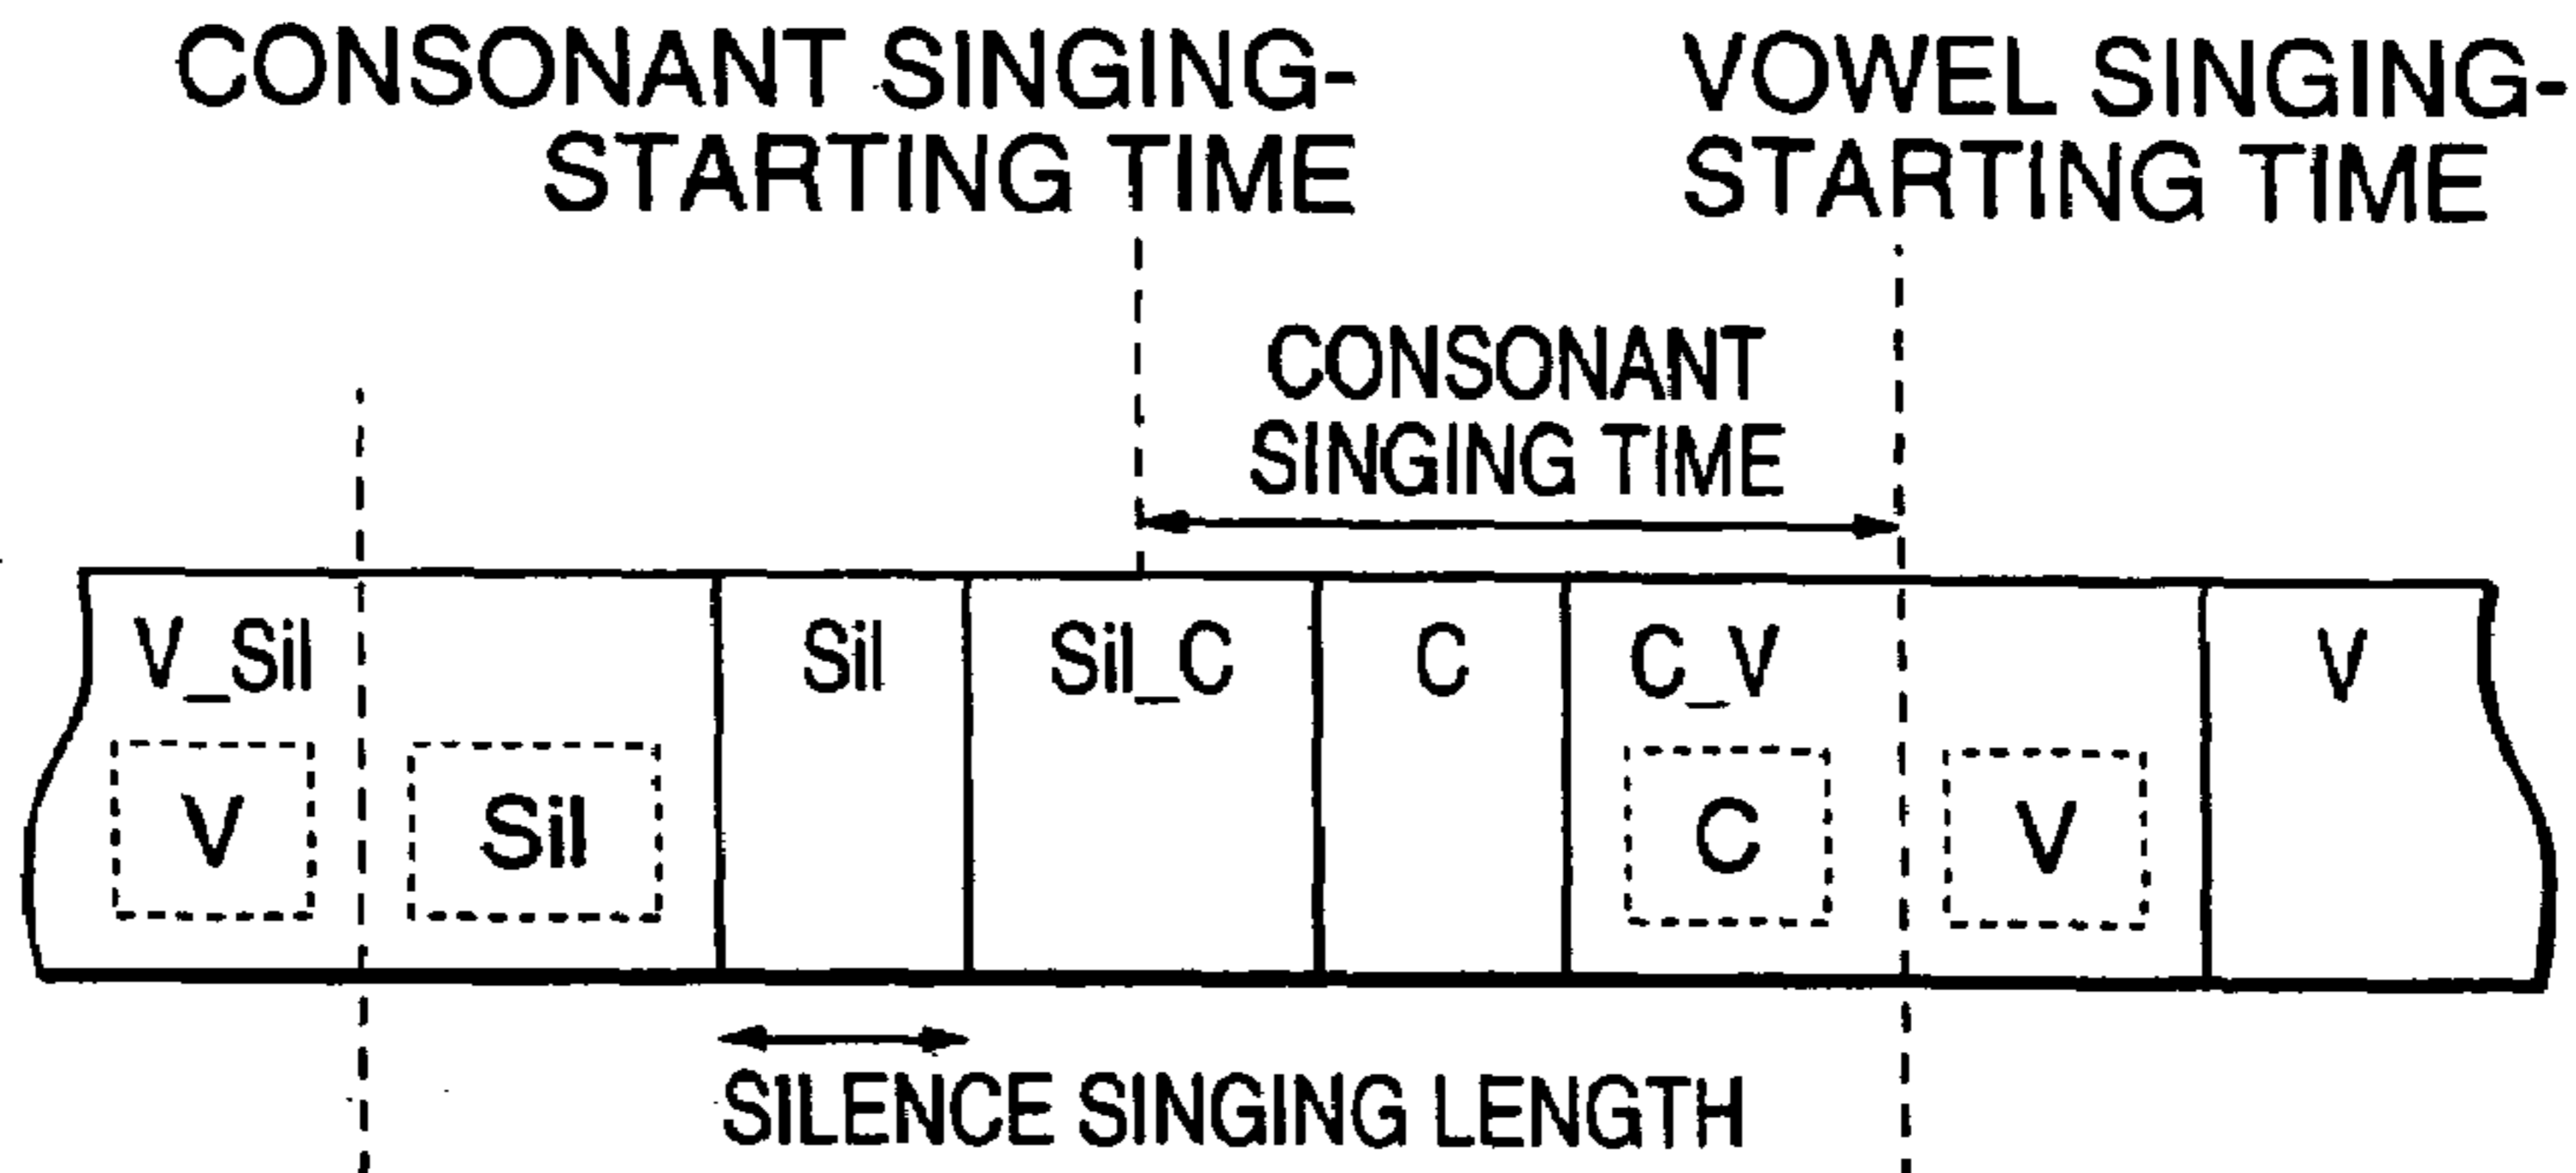 CONSONANT SINGING-
STARTING TIME
VOWEL SINGING-
STARTING TIME
CONSONANT
SINGING TIME
V_Sil
Sil
Sil_C
C
C_V
V
V
Sil
C
V
SILENCE SINGING LENGTH